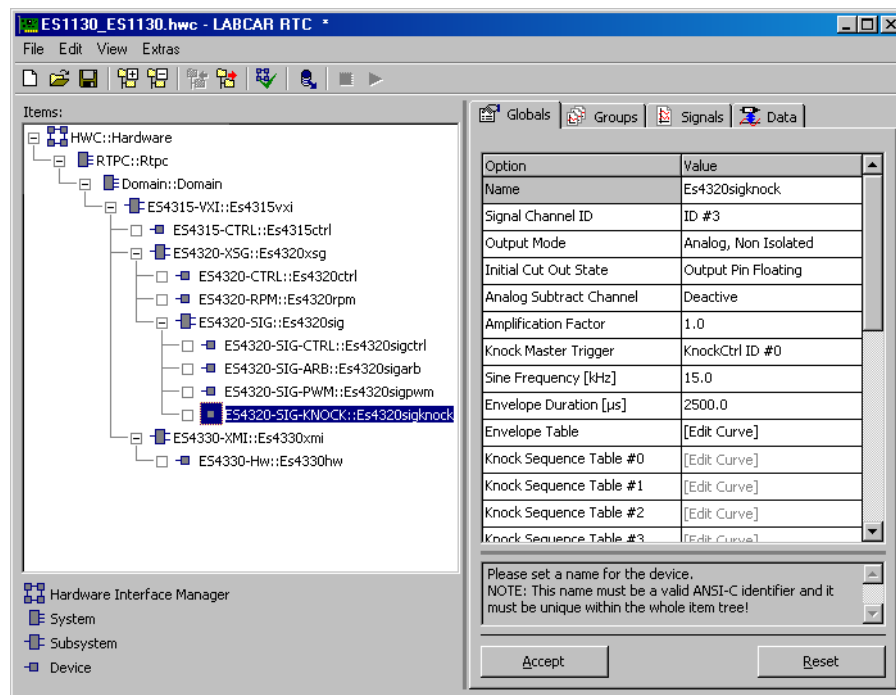 ES1130_ES1130.hwc - LABCAR RTC *
File Edit View Extras
Items:
HWC::Hardware
RTPC::Rtpc
Domain::Domain
ES4315-VXI::Es4315vxi
ES4315-CTRL::Es4315ctrl
ES4320-XSG::Es4320xsg
ES4320-CTRL::Es4320ctrl
ES4320-RPM::Es4320rpm
ES4320-SIG::Es4320sig
ES4320-SIG-CTRL::Es4320sigctrl
ES4320-SIG-ARB::Es4320sigarb
ES4320-SIG-PWM::Es4320sigpwm
ES4320-SIG-KNOCK::Es4320sigknock
ES4330-XMI::Es4330xmi
ES4330-Hw::Es4330hw
Hardware Interface Manager
System
Subsystem
Device
Globals Groups Signals Data
Option Value
Name Es4320sigknock
Signal Channel ID ID #3
Output Mode Analog, Non Isolated
Initial Cut Out State Output Pin Floating
Analog Subtract Channel Deactive
Amplification Factor 1.0
Knock Master Trigger KnockCtrl ID #0
Sine Frequency [kHz] 15.0
Envelope Duration [µs] 2500.0
Envelope Table [Edit Curve]
Knock Sequence Table #0 [Edit Curve]
Knock Sequence Table #1 [Edit Curve]
Knock Sequence Table #2 [Edit Curve]
Knock Sequence Table #3 [Edit Curve]
Please set a name for the device.
NOTE: This name must be a valid ANSI-C identifier and it
must be unique within the whole item tree!
Accept Reset